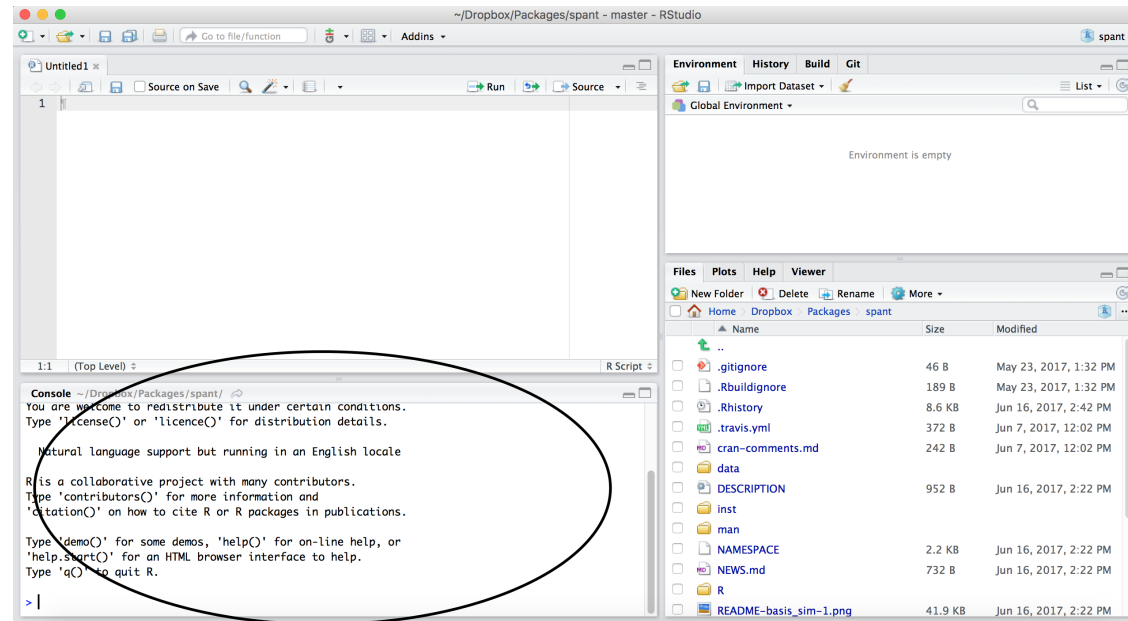 ~/Dropbox/Packages/spant - master - RStudio
Go to file/function
Addins
spant
Untitled1
Source on Save
Run
Source
1
1:1 (Top Level)
R Script
Console ~/Dropbox/Packages/spant/
You are welcome to redistribute it under certain conditions.
Type 'license()' or 'licence()' for distribution details.
Natural language support but running in an English locale
R is a collaborative project with many contributors.
Type 'contributors()' for more information and
'citation()' on how to cite R or R packages in publications.
Type 'demo()' for some demos, 'help()' for on-line help, or
'help.start()' for an HTML browser interface to help.
Type 'q()' to quit R.
>
Environment History Build Git
Import Dataset
List
Global Environment
Environment is empty
Files Plots Help Viewer
New Folder Delete Rename More
Home Dropbox Packages spant
Name Size Modified
..
.gitignore 46 B May 23, 2017, 1:32 PM
.Rbuildignore 189 B May 23, 2017, 1:32 PM
.Rhistory 8.6 KB Jun 16, 2017, 2:42 PM
.travis.yml 372 B Jun 7, 2017, 12:02 PM
cran-comments.md 242 B Jun 7, 2017, 12:02 PM
data
DESCRIPTION 952 B Jun 16, 2017, 2:22 PM
inst
man
NAMESPACE 2.2 KB Jun 16, 2017, 2:22 PM
NEWS.md 732 B Jun 16, 2017, 2:22 PM
R
README-basis_sim-1.png 41.9 KB Jun 16, 2017, 2:22 PM